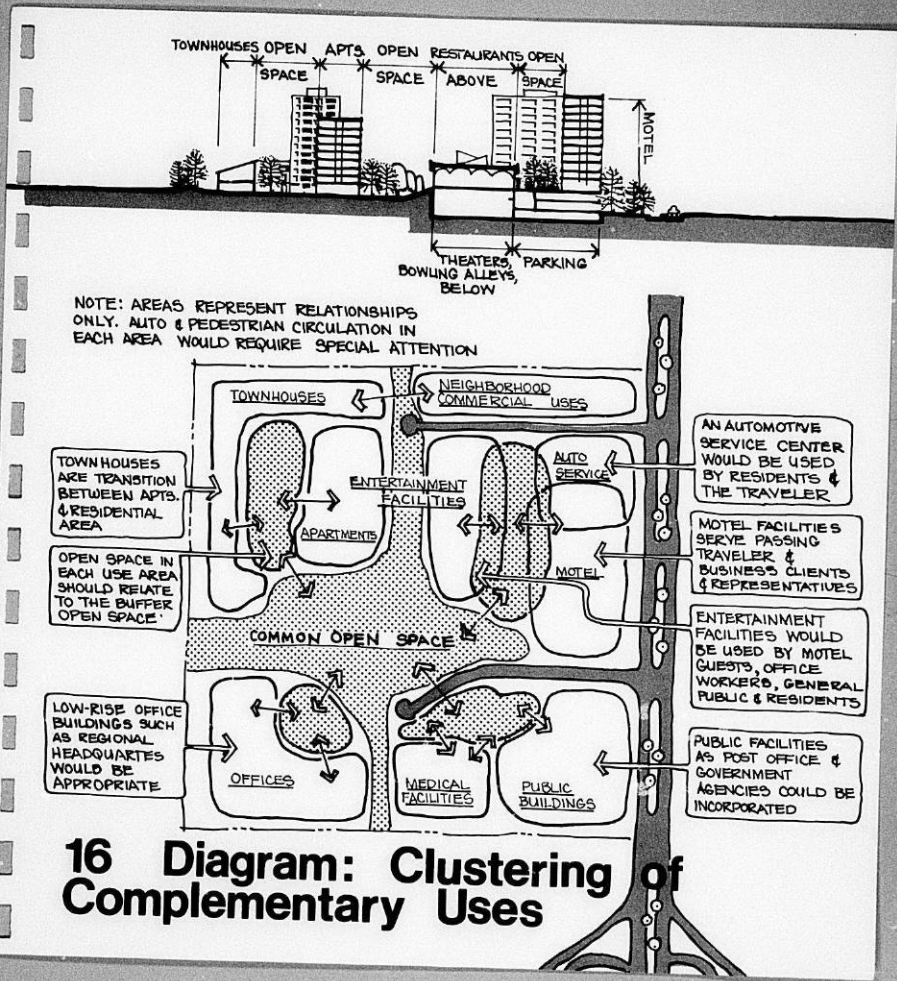 TOWNHOUSES OPEN APTS. OPEN RESTAURANTS OPEN
SPACE SPACE ABOVE SPACE
MOTEL
THEATERS, PARKING
BOWLING ALLEYS,
BELOW
NOTE: AREAS REPRESENT RELATIONSHIPS
ONLY. AUTO & PEDESTRIAN CIRCULATION IN
EACH AREA WOULD REQUIRE SPECIAL ATTENTION
TOWNHOUSES
NEIGHBORHOOD
COMMERCIAL USES
TOWNHOUSES
ARE TRANSITION
BETWEEN APTS.
& RESIDENTIAL
AREA
ENTERTAINMENT
FACILITIES
APARTMENTS
AUTO
SERVICE
AN AUTOMOTIVE
SERVICE CENTER
WOULD BE USED
BY RESIDENTS &
THE TRAVELER
OPEN SPACE IN
EACH USE AREA
SHOULD RELATE
TO THE BUFFER
OPEN SPACE
MOTEL
MOTEL FACILITIES
SERVE PASSING
TRAVELER &
BUSINESS CLIENTS
& REPRESENTATIVES
COMMON OPEN SPACE
ENTERTAINMENT
FACILITIES WOULD
BE USED BY MOTEL
GUESTS, OFFICE
WORKERS, GENERAL
PUBLIC & RESIDENTS
LOW-RISE OFFICE
BUILDINGS SUCH
AS REGIONAL
HEADQUARTES
WOULD BE
APPROPRIATE
OFFICES
MEDICAL
FACILITIES
PUBLIC
BUILDINGS
PUBLIC FACILITIES
AS POST OFFICE &
GOVERNMENT
AGENCIES COULD BE
INCORPORATED
16 Diagram: Clustering of
Complementary Uses